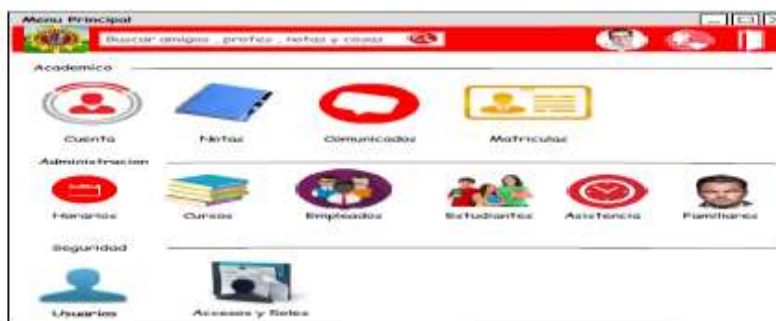 Menu Principal
Buscar amigos , profes , notas y cosas
Academico
Cuenta Notas Comunicados Matriculas
Administracion
Horarios Cursos Empleados Estudiantes Asistencia Familiares
Seguridad
Usuarios Accesos y Roles